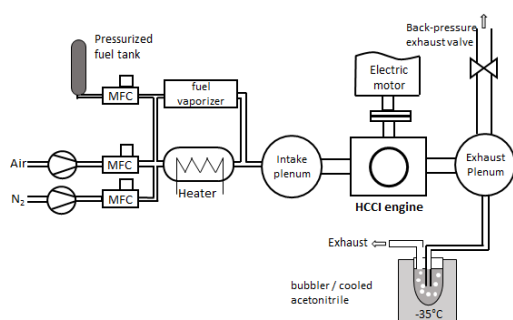 Pressurized
fuel tank
MFC
fuel
vaporizer
Air
MFC
N2
MFC
Heater
Intake
plenum
Electric
motor
HCCI engine
Back-pressure
exhaust valve
Exhaust
Plenum
Exhaust
bubbler / cooled
acetonitrile
-35°C